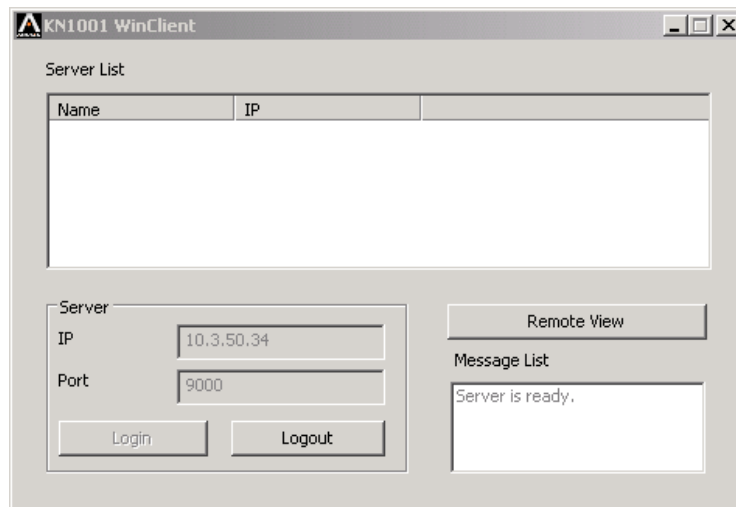 KN1001 WinClient
Server List
Name IP
Server
IP 10.3.50.34
Port 9000
Login Logout
Remote View
Message List
Server is ready.